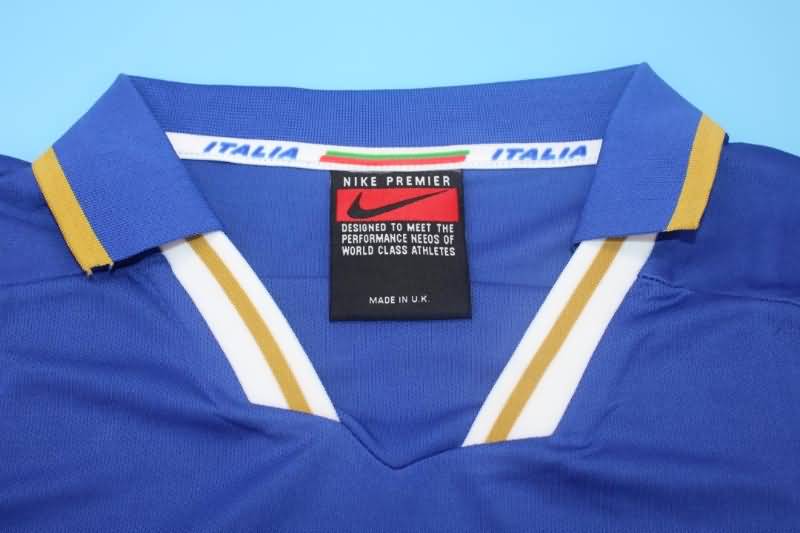 ITALIA ITALIA
NIKE PREMIER
DESIGNED TO MEET THE
PERFORMANCE NEEOS OF
WORLD CLASS ATHLETES
MADE IN U.K.